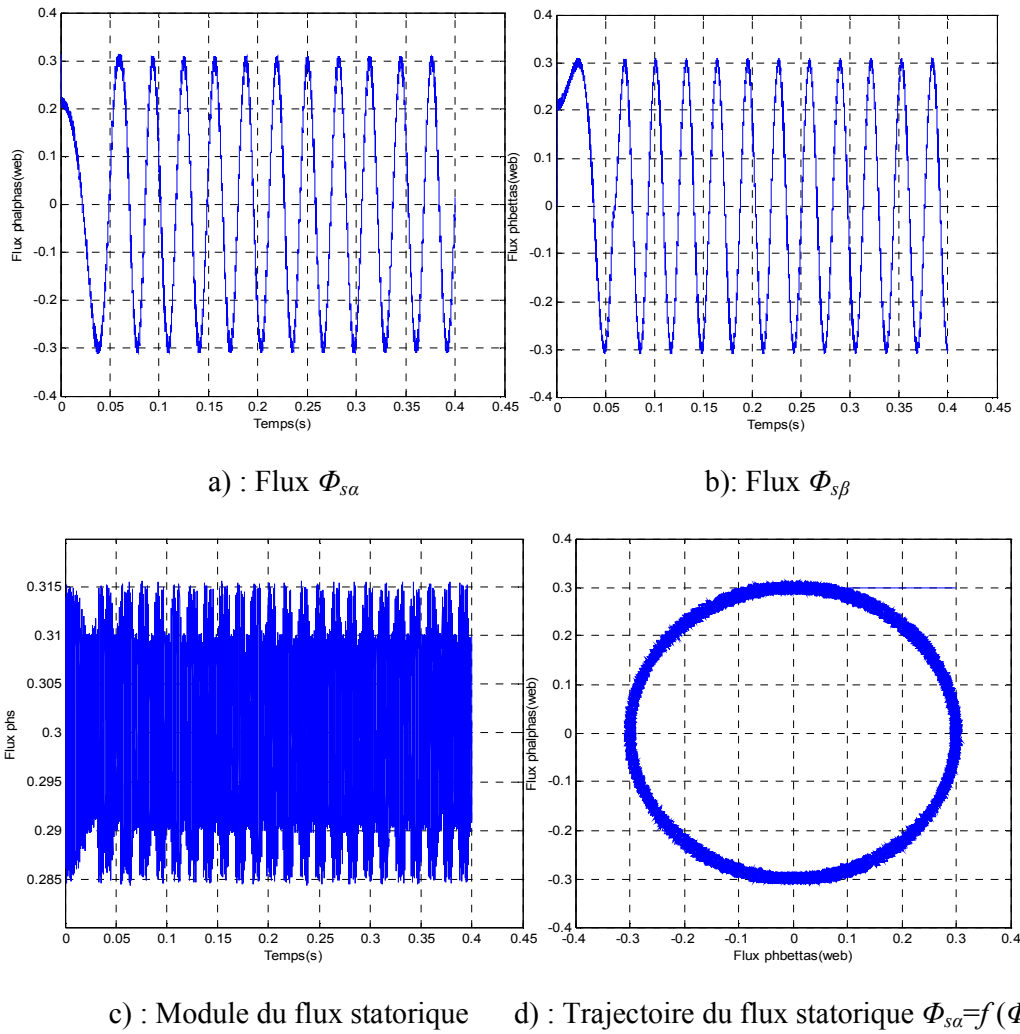 0.4
0.3
0.2
0.1
0
-0.1
-0.2
-0.3
-0.4
Flux phalphas(web)
0 0.05 0.1 0.15 0.2 0.25 0.3 0.35 0.4 0.45
Temps(s)
a) : Flux Φsα
0.4
0.3
0.2
0.1
0
-0.1
-0.2
-0.3
-0.4
Flux phbettas(web)
0 0.05 0.1 0.15 0.2 0.25 0.3 0.35 0.4 0.45
Temps(s)
b): Flux Φsβ
0.315
0.31
0.305
0.3
0.295
0.29
0.285
Flux phs
0 0.05 0.1 0.15 0.2 0.25 0.3 0.35 0.4 0.45
Temps(s)
c) : Module du flux statorique
0.4
0.3
0.2
0.1
0
-0.1
-0.2
-0.3
-0.4
Flux phalphas(web)
-0.4 -0.3 -0.2 -0.1 0 0.1 0.2 0.3 0.4
Flux phbettas(web)
d) : Trajectoire du flux statorique Φsα=f (Φ